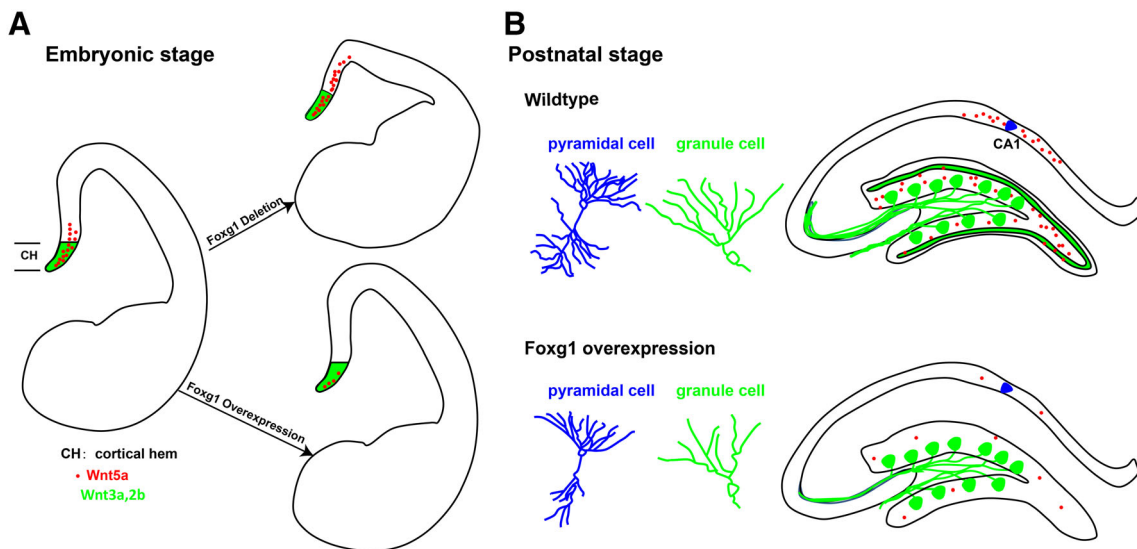 A
Embryonic stage
CH
Foxg1 Deletion
Foxg1 Overexpression
CH: cortical hem
Wnt5a
Wnt3a,2b
B
Postnatal stage
Wildtype
pyramidal cell granule cell
CA1
Foxg1 overexpression
pyramidal cell granule cell